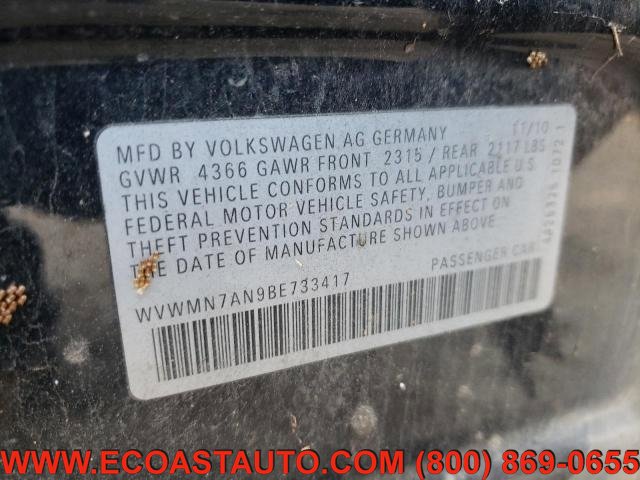 MFD BY VOLKSWAGEN AG GERMANY 11/10
GVWR 4366 GAWR FRONT 2315 / REAR 2117 LBS
THIS VEHICLE CONFORMS TO ALL APPLICABLE U.S.
FEDERAL MOTOR VEHICLE SAFETY, BUMPER AND
THEFT PREVENTION STANDARDS IN EFFECT ON
THE DATE OF MANUFACTURE SHOWN ABOVE
WVWMN7AN9BE733417 PASSENGER CAR
WWW.ECOASTAUTO.COM (800) 869-0655